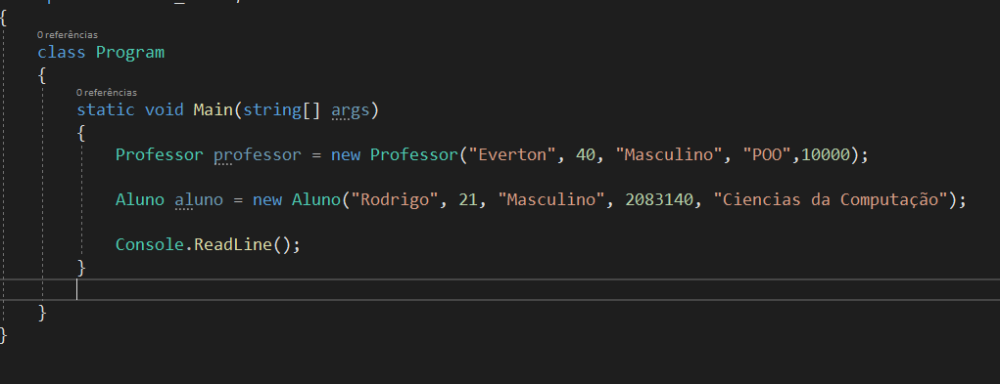 {
0 referências
class Program
{
0 referências
static void Main(string[] args)
{
Professor professor = new Professor("Everton", 40, "Masculino", "POO",10000);
Aluno aluno = new Aluno("Rodrigo", 21, "Masculino", 2083140, "Ciencias da Computação");
Console.ReadLine();
}
}
}